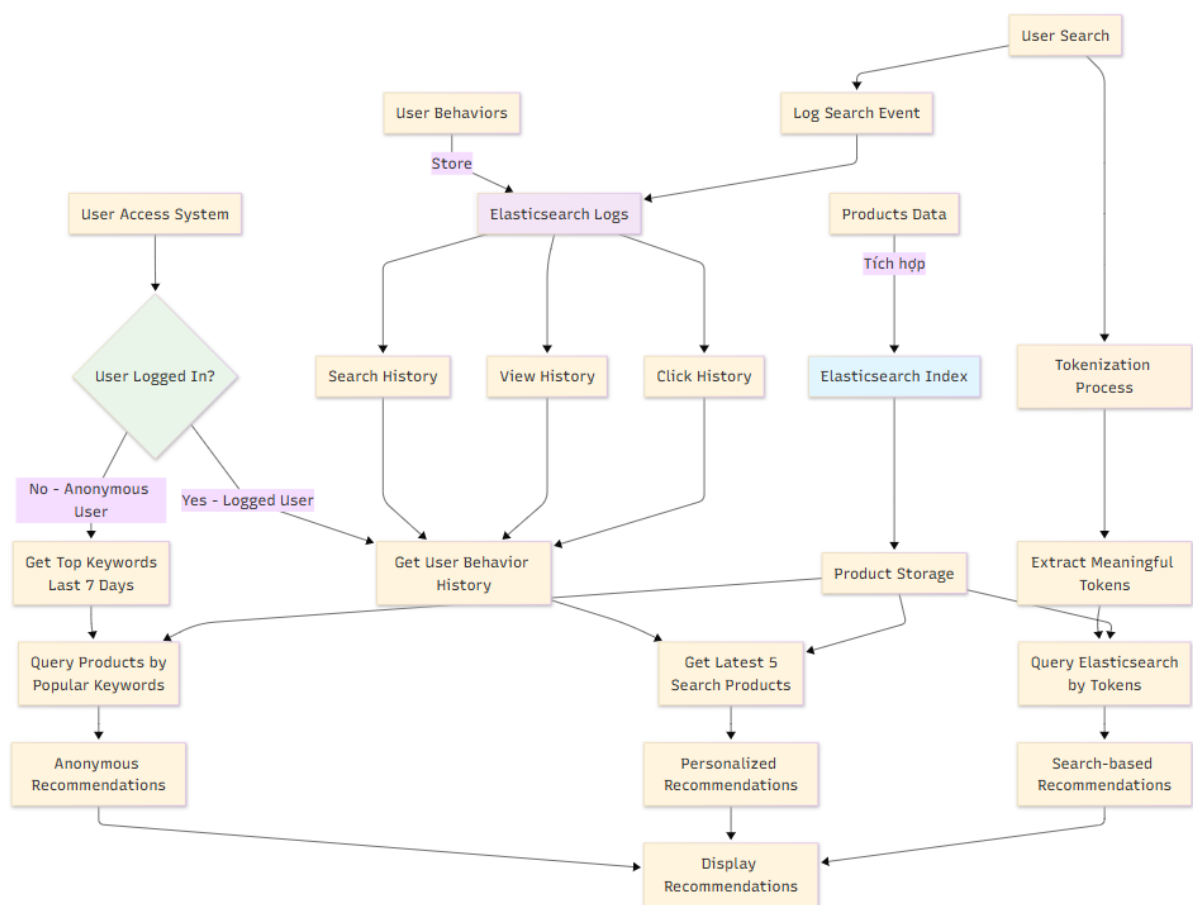 User Search
User Behaviors
Log Search Event
Store
User Access System
Elasticsearch Logs
Products Data
Tích hợp
User Logged In?
Search History
View History
Click History
Elasticsearch Index
Tokenization
Process
No - Anonymous
User
Yes - Logged User
Get Top Keywords
Last 7 Days
Get User Behavior
History
Product Storage
Extract Meaningful
Tokens
Query Products by
Popular Keywords
Get Latest 5
Search Products
Query Elasticsearch
by Tokens
Anonymous
Recommendations
Personalized
Recommendations
Search-based
Recommendations
Display
Recommendations